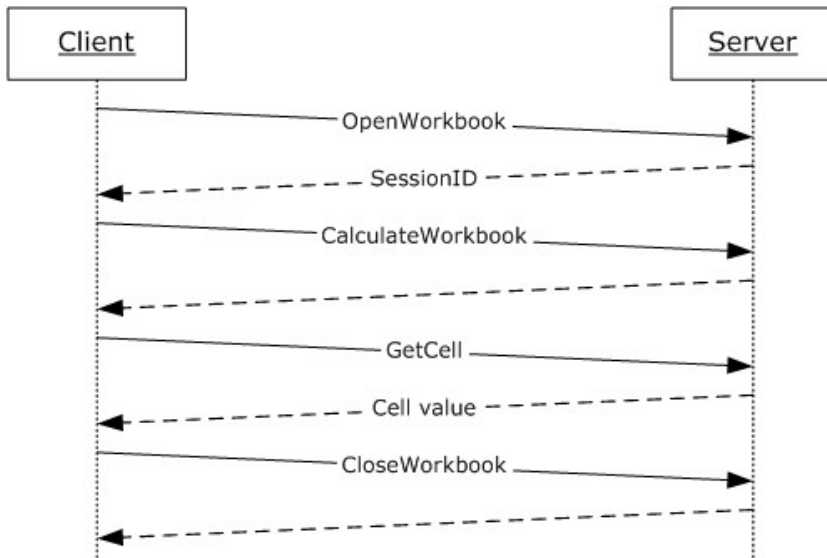 Client
Server
OpenWorkbook
SessionID
CalculateWorkbook
GetCell
Cell value
CloseWorkbook